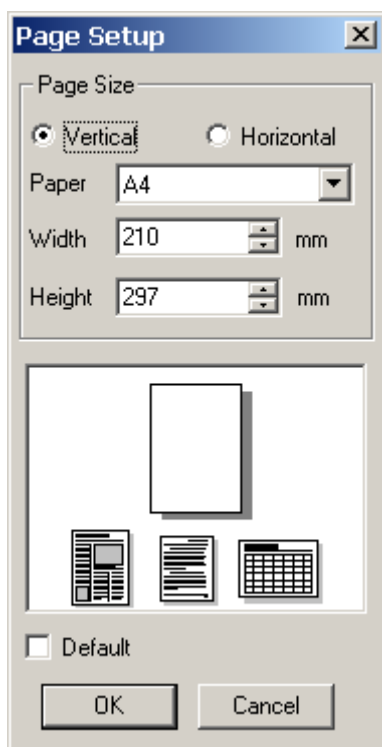 Page Setup
Page Size
Vertical Horizontal
Paper A4
Width 210 mm
Height 297 mm
Default
OK Cancel